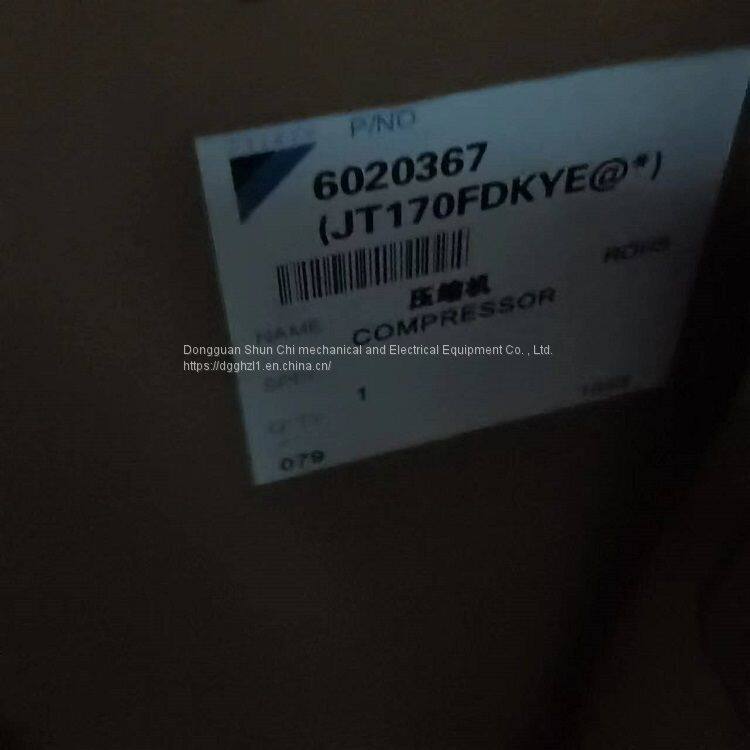 P/NO
6020367
(JT170FDKYE@*)
ROHS
压缩机
NAME
COMPRESSOR
Dongguan Shun Chi mechanical and Electrical Equipment Co. , Ltd.
https://dgghzl1.en.china.cn/
1
Q'TY
079